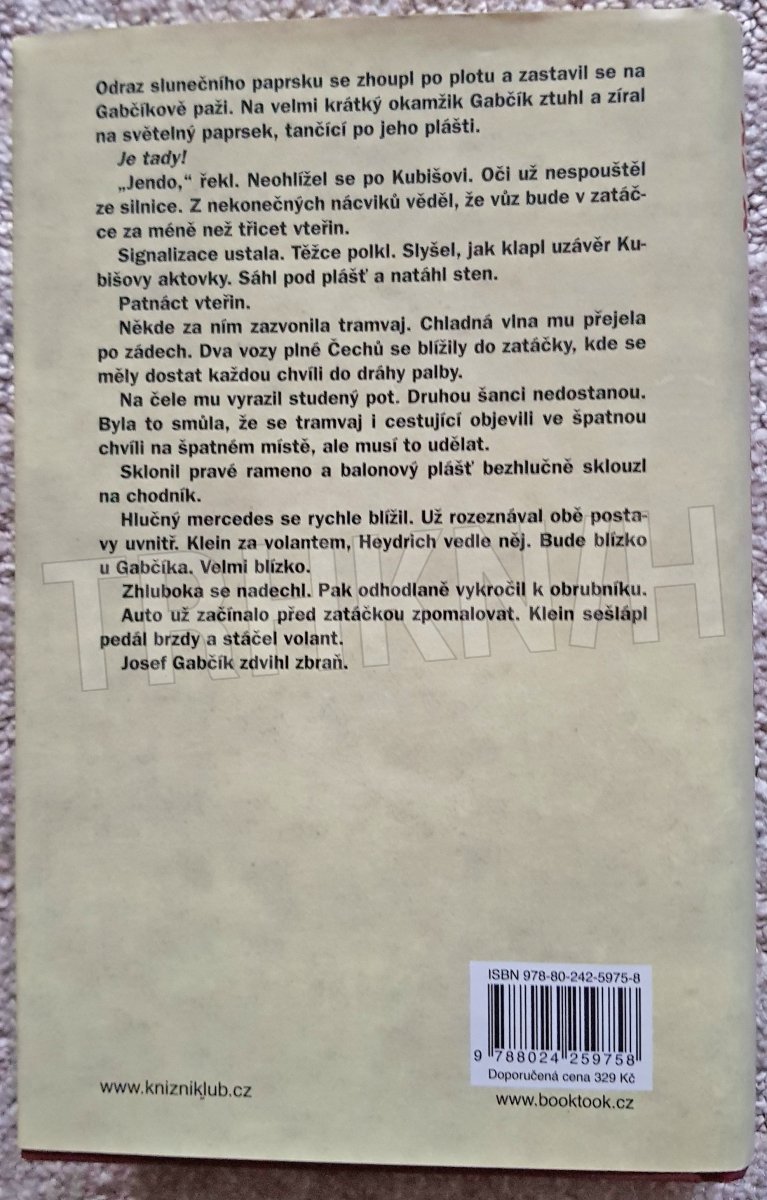 Odraz slunečního paprsku se zhoupl po plotu a zastavil se na
Gabčíkově paži. Na velmi krátký okamžik Gabčík ztuhl a zíral
na světelný paprsek, tančící po jeho plášti.
Je tady!
„Jendo,“ řekl. Neohlížel se po Kubišovi. Oči už nespouštěl
ze silnice. Z nekonečných nácviků věděl, že vůz bude v zatáč-
ce za méně než třicet vteřin.
Signalizace ustala. Těžce polkl. Slyšel, jak klapl uzávěr Ku-
bišovy aktovky. Sáhl pod plášť a natáhl sten.
Patnáct vteřin.
Někde za ním zazvonila tramvaj. Chladná vlna mu přejela
po zádech. Dva vozy plné Čechů se blížily do zatáčky, kde se
měly dostat každou chvíli do dráhy palby.
Na čele mu vyrazil studený pot. Druhou šanci nedostanou.
Byla to smůla, že se tramvaj i cestující objevili ve špatnou
chvíli na špatném místě, ale musí to udělat.
Sklonil pravé rameno a balonový plášť bezhlučně sklouzl
na chodník.
Hlučný mercedes se rychle blížil. Už rozeznával obě posta-
vy uvnitř. Klein za volantem, Heydrich vedle něj. Bude blízko
u Gabčíka. Velmi blízko.
Zhluboka se nadechl. Pak odhodlaně vykročil k obrubníku.
Auto už začínalo před zatáčkou zpomalovat. Klein sešlápl
pedál brzdy a stáčel volant.
Josef Gabčík zdvihl zbraň.
TRHKNIH
ISBN 978-80-242-5975-8
9 788024 259758
Doporučená cena 329 Kč
www.knizniklub.cz
www.booktook.cz